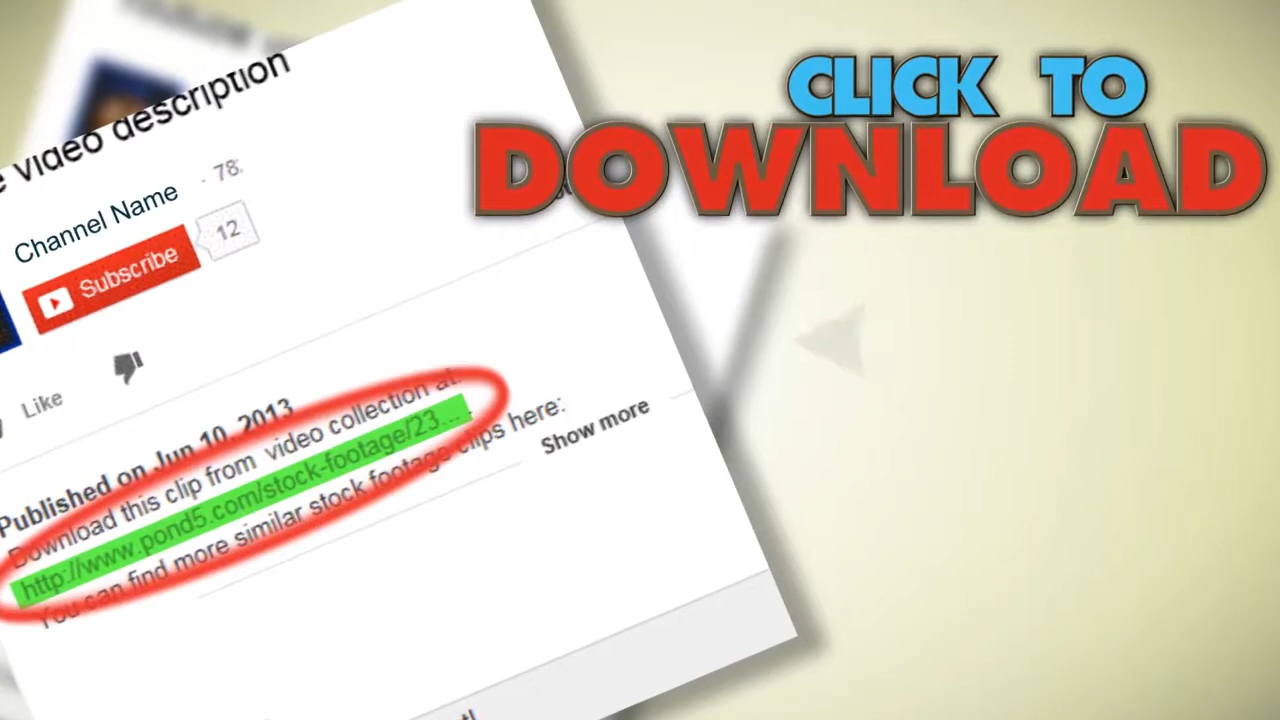 CLICK TO
DOWNLOAD
video description
Channel Name
78
Subscribe
12
Like
Published on Jun 10, 2013
Download this clip from video collection at:
http://www.pond5.com/stock-footage/23...
You can find more similar stock footage clips here:
Show more